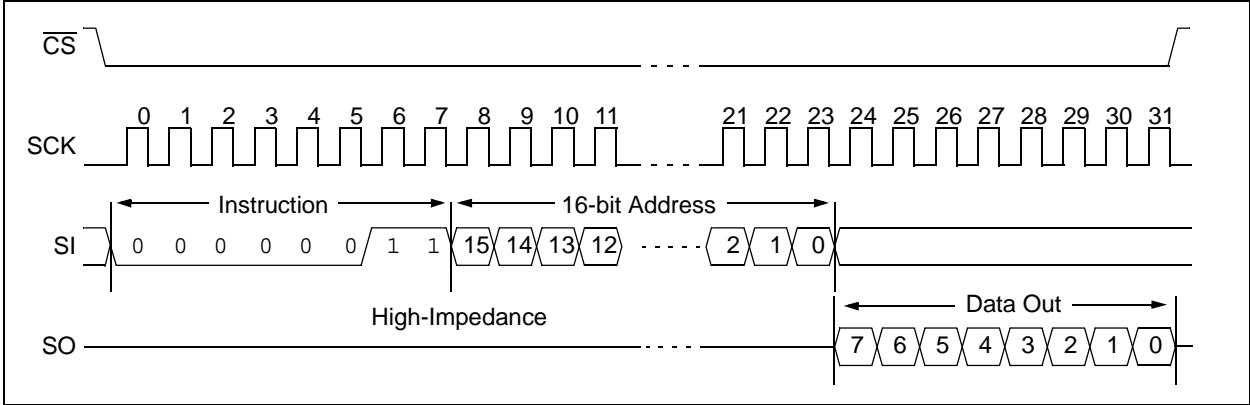 CS
0 1 2 3 4 5 6 7 8 9 10 11 21 22 23 24 25 26 27 28 29 30 31
SCK
Instruction 16-bit Address
SI 0 0 0 0 0 0 1 1 15 14 13 12 2 1 0
Data Out
High-Impedance
SO 7 6 5 4 3 2 1 0